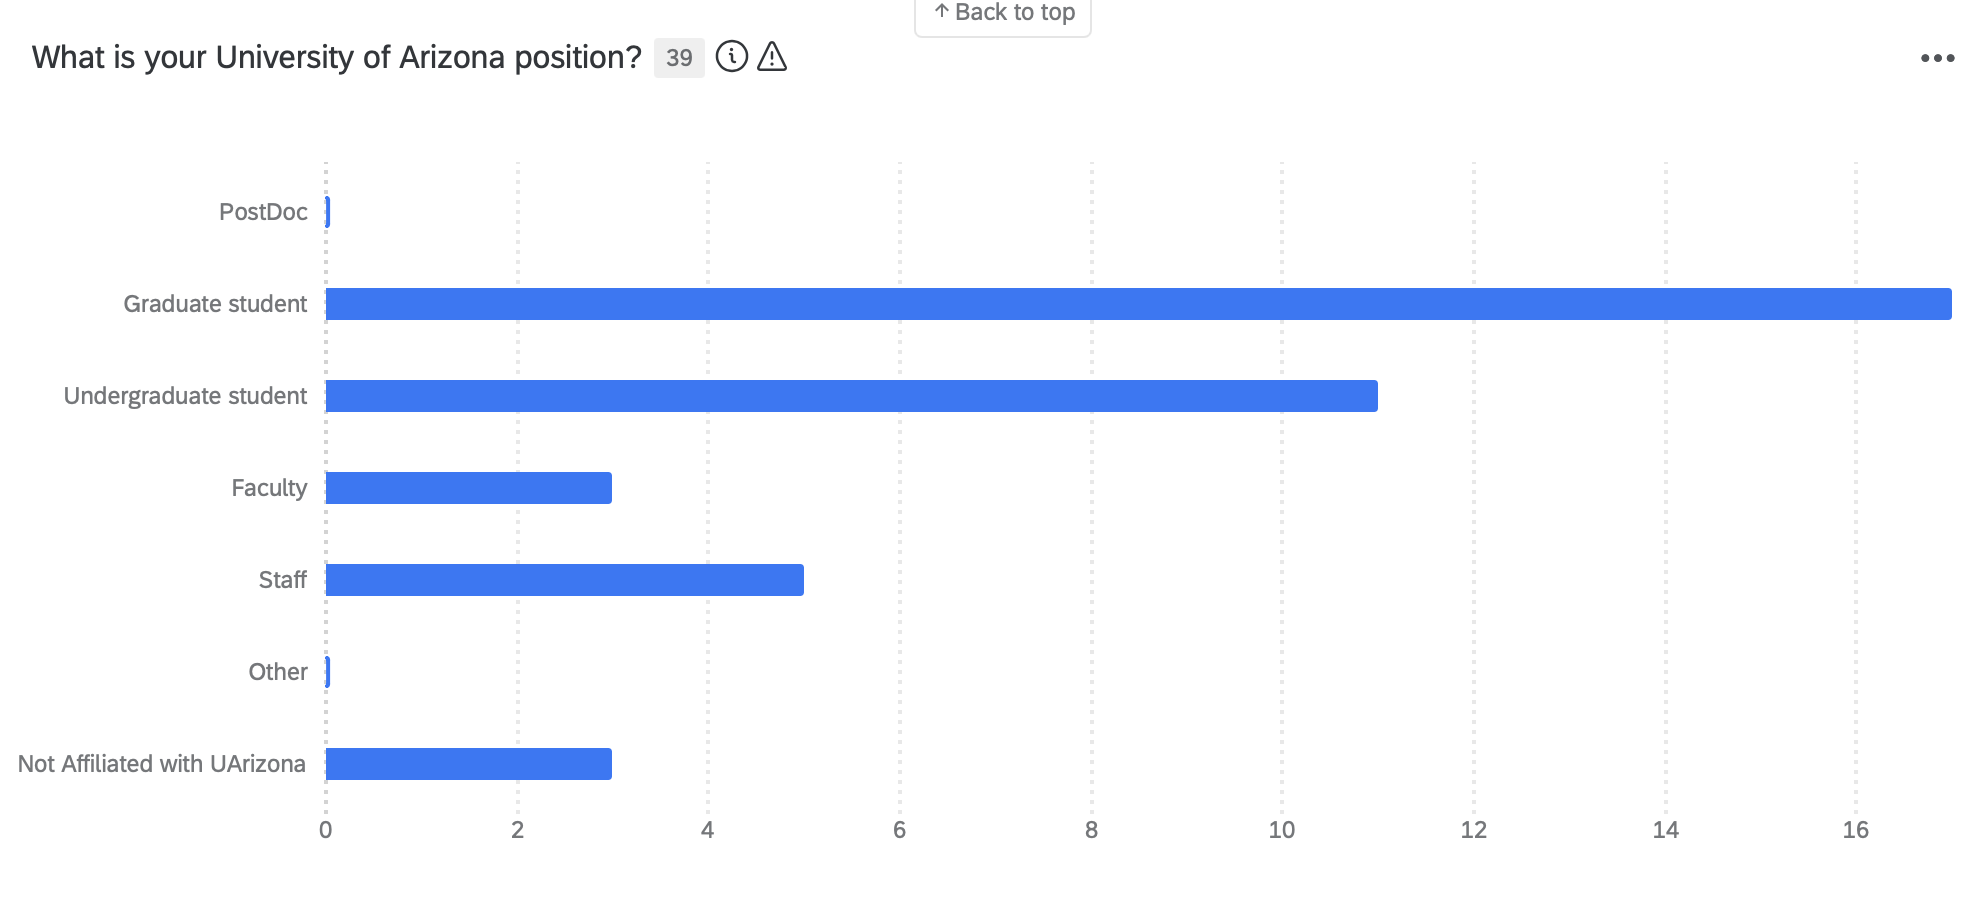 ↑ Back to top
What is your University of Arizona position? 39
PostDoc
Graduate student
Undergraduate student
Faculty
Staff
Other
Not Affiliated with UArizona
0 2 4 6 8 10 12 14 16